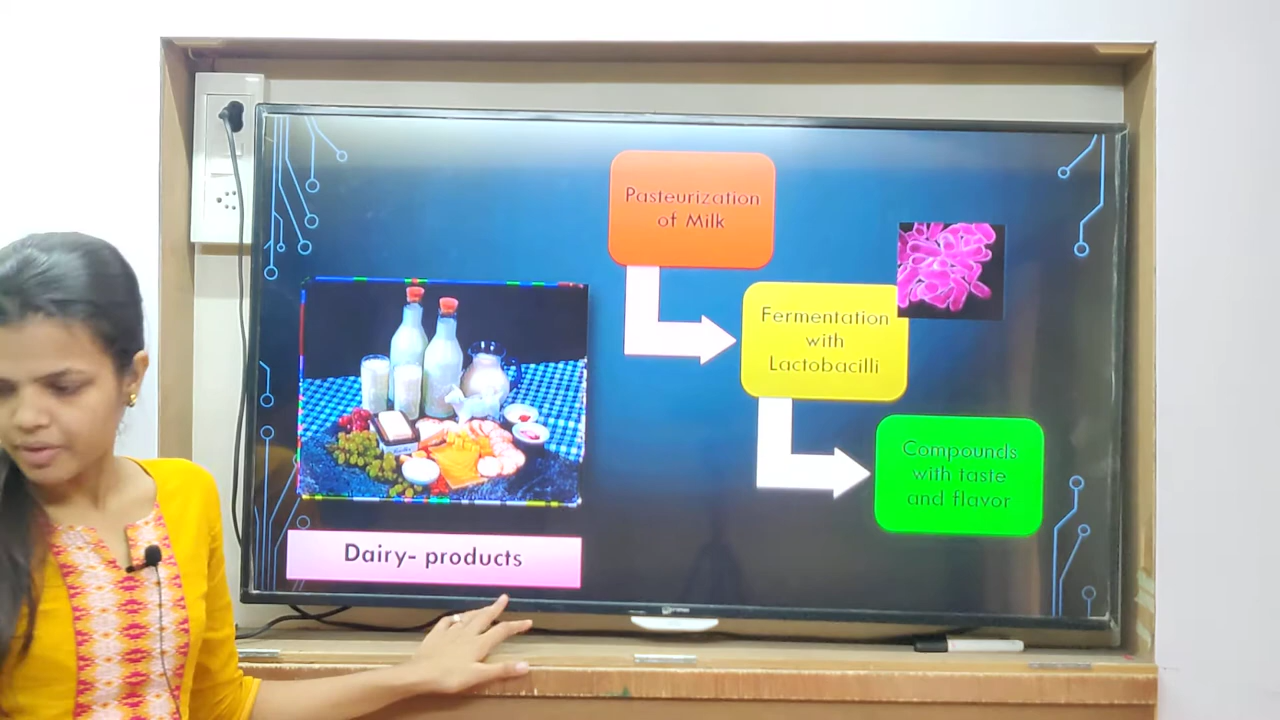 Pasteurization
of Milk
Fermentation
with
Lactobacilli
Compounds
with taste
and flavor
Dairy- products